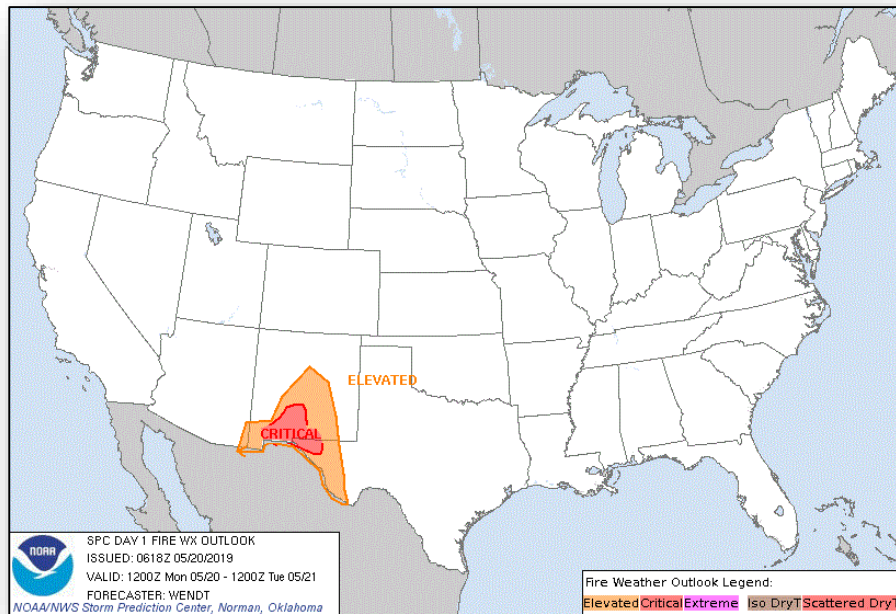 ELEVATED
CRITICAL
NOAA
SPC DAY 1 FIRE WX OUTLOOK
ISSUED: 0618Z 05/20/2019
VALID: 1200Z Mon 05/20 - 1200Z Tue 05/21
FORECASTER: WENDT
NOAA/NWS Storm Prediction Center, Norman, Oklahoma
Fire Weather Outlook Legend:
Elevated Critical Extreme Iso DryT Scattered DryT